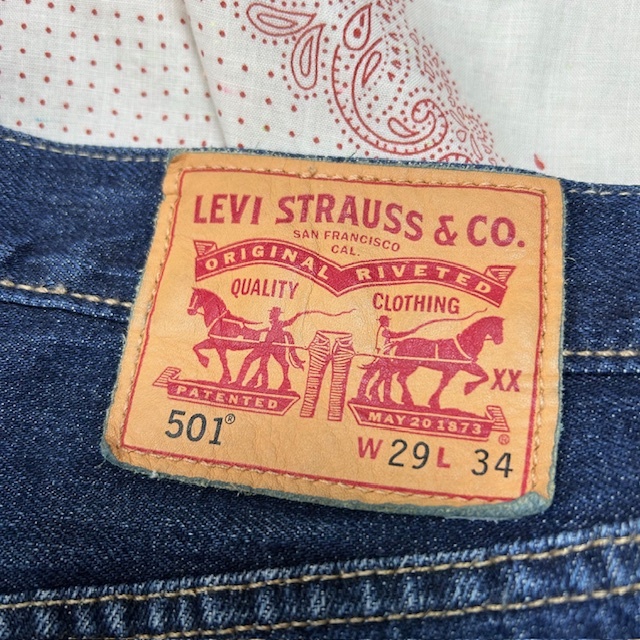 LEVI STRAUSS & CO.
SAN FRANCISCO
CAL.
ORIGINAL RIVETED
QUALITY CLOTHING
XX
PATENTED MAY 20 1873 ®
501® W 29 L 34